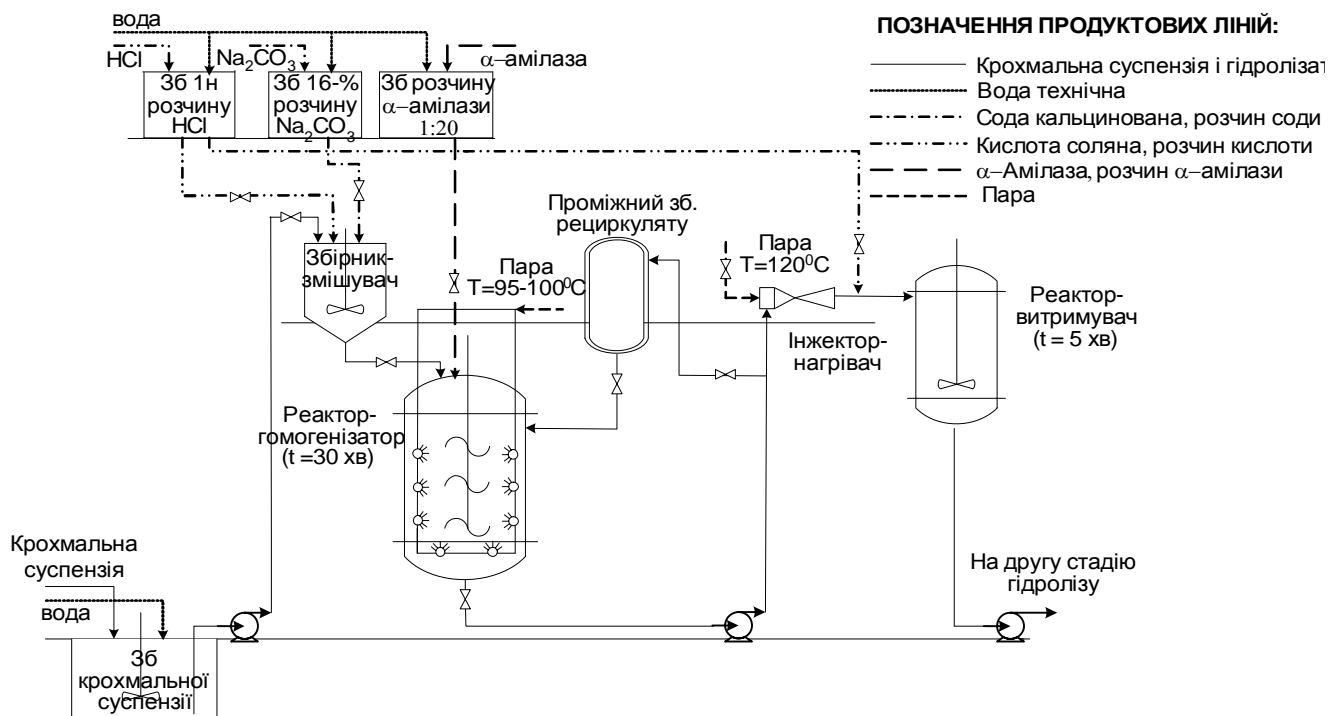 вода
HCl
Na2CO3
α–амілаза
Зб 1н
розчину
HCl
Зб 16-%
розчину
Na2CO3
Зб розчину
α–амілази
1:20
ПОЗНАЧЕННЯ ПРОДУКТОВИХ ЛІНІЙ:
Крохмальна суспензія і гідролізат
Вода технічна
Сода кальцинована, розчин соди
Кислота соляна, розчин кислоти
α–Амілаза, розчин α–амілази
Пара
Проміжний зб.
рециркуляту
Збірник-
змішувач
Пара
T=95-100⁰C
Пара
T=120⁰C
Інжектор-
нагрівач
Реактор-
витримувач
(t = 5 хв)
Реактор-
гомогенізатор
(t =30 хв)
Крохмальна
суспензія
вода
Зб
крохмальної
суспензії
На другу стадію
гідролізу